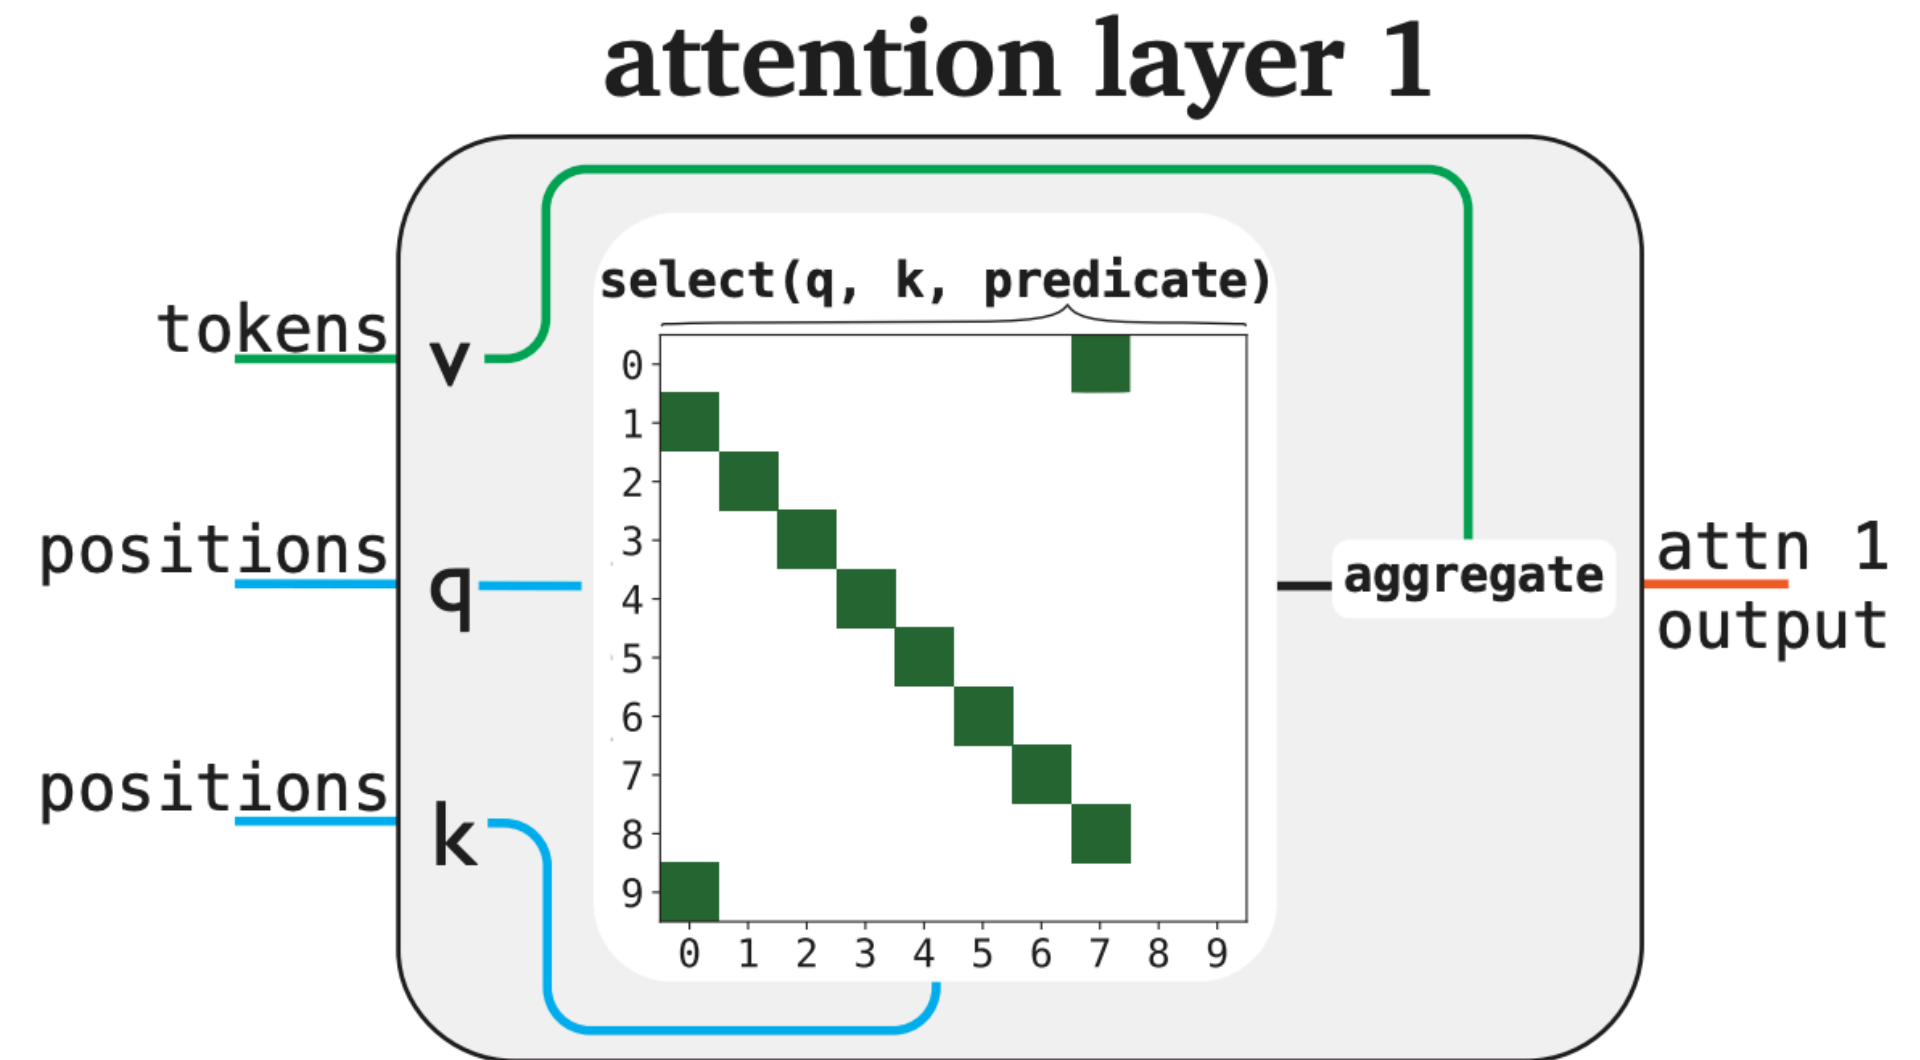 attention layer 1
tokens
v
select(q, k, predicate)
0
1
2
3
4
5
6
7
8
9
0 1 2 3 4 5 6 7 8 9
positions
q
positions
k
aggregate
attn 1
output